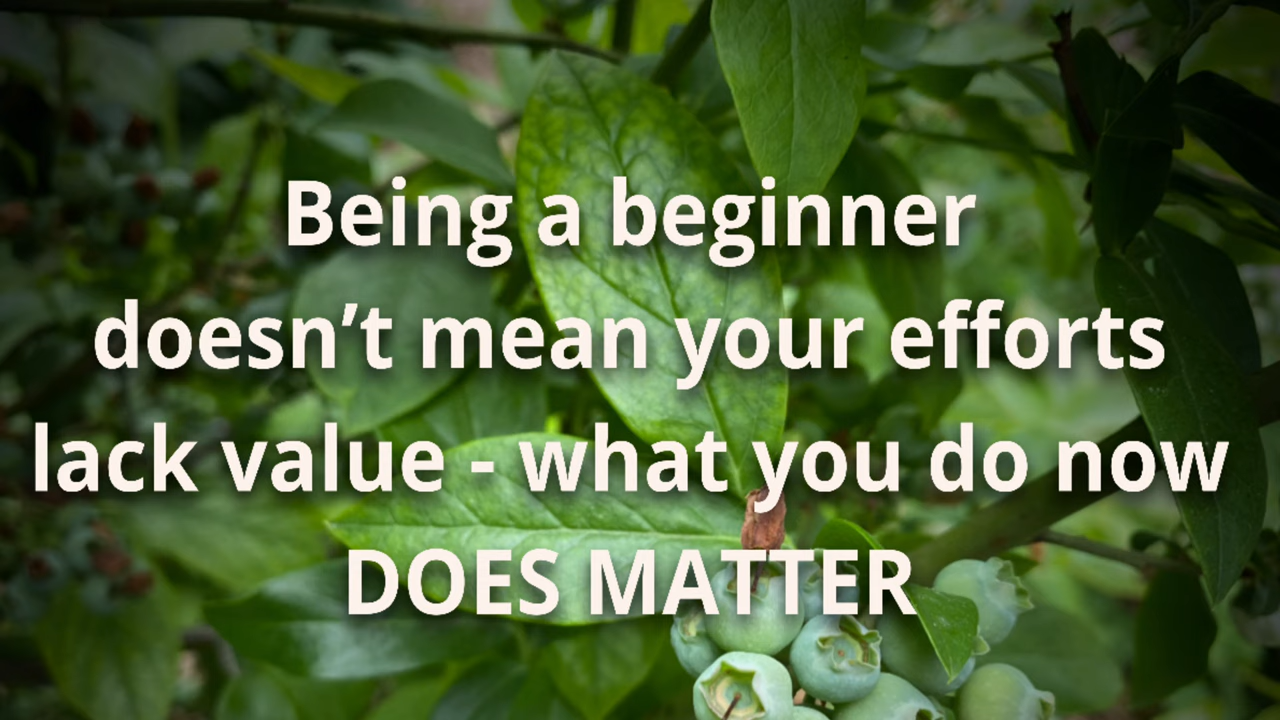 Being a beginner
doesn’t mean your efforts
lack value - what you do now
DOES MATTER